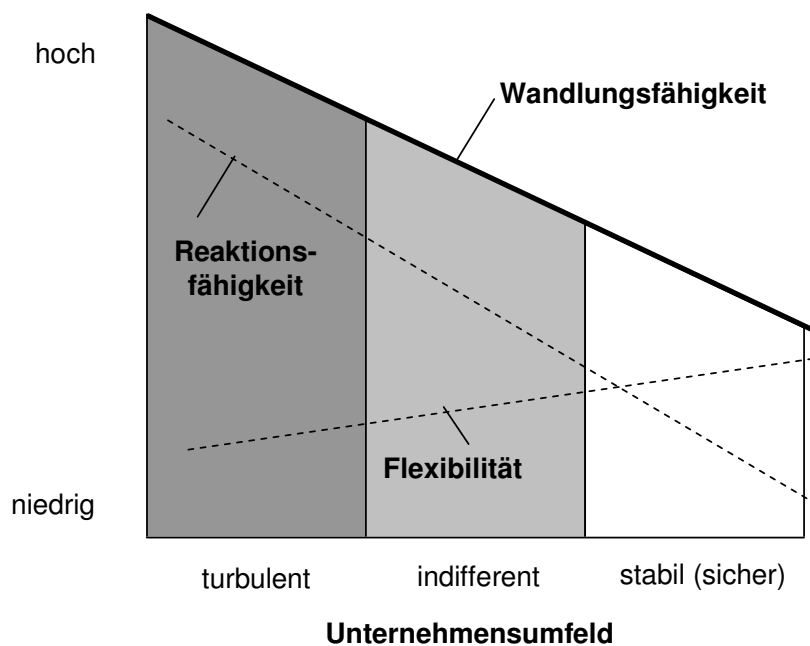 hoch
Wandlungsfähigkeit
Reaktions-
fähigkeit
Flexibilität
niedrig
turbulent
indifferent
stabil (sicher)
Unternehmensumfeld